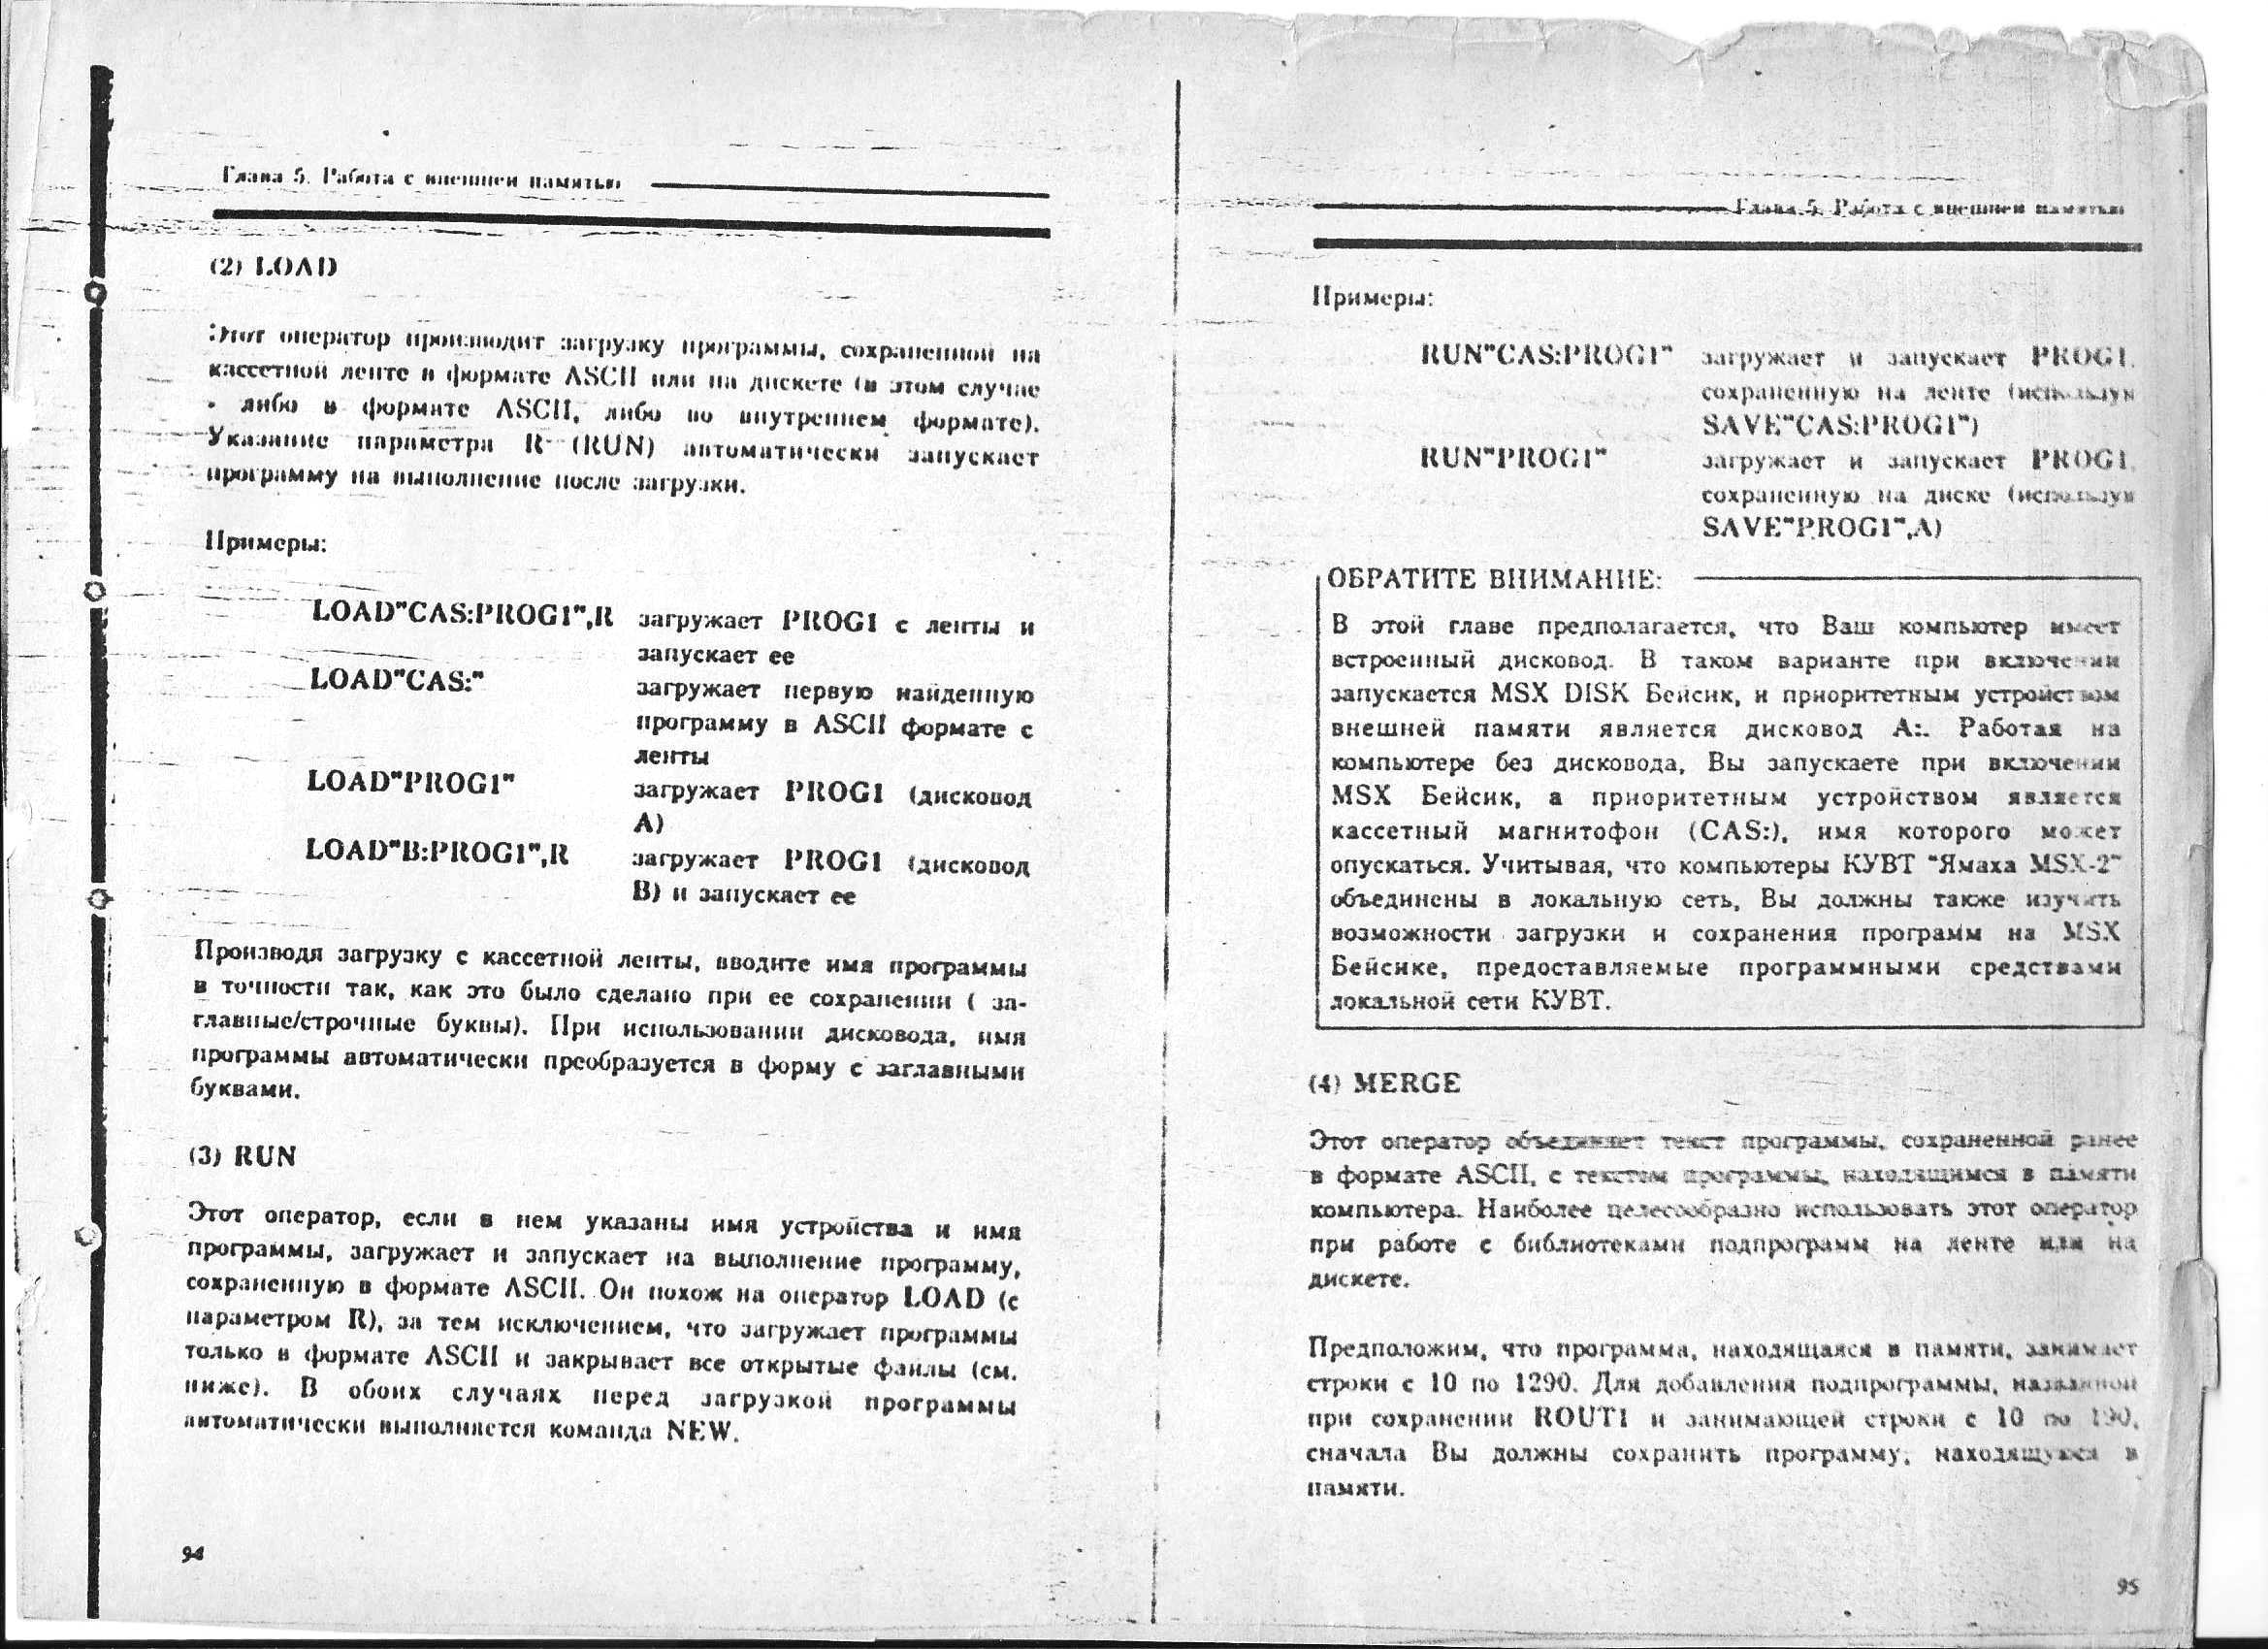 Глава 5. Работа с внешней памятью
(2) LOAD
Этот оператор производит загрузку программы, сохраненной на
кассетной ленте в формате ASCII или на дискете (в этом случае
- либо в формате ASCII, либо во внутреннем формате).
Указание параметра R (RUN) автоматически запускает
программу на выполнение после загрузки.
Примеры:
LOAD"CAS:PROG1",R загружает PROG1 с ленты и
запускает ее
LOAD"CAS:" загружает первую найденную
программу в ASCII формате с
ленты
LOAD"PROG1" загружает PROG1 (дисковод
A)
LOAD"B:PROG1",R загружает PROG1 (дисковод
B) и запускает ее
Производя загрузку с кассетной ленты, вводите имя программы
в точности так, как это было сделано при ее сохранении ( за-
главные/строчные буквы). При использовании дисковода, имя
программы автоматически преобразуется в форму с заглавными
буквами.
(3) RUN
Этот оператор, если в нем указаны имя устройства и имя
программы, загружает и запускает на выполнение программу,
сохраненную в формате ASCII. Он похож на оператор LOAD (с
параметром R), за тем исключением, что загружает программы
только в формате ASCII и закрывает все открытые файлы (см.
ниже). В обоих случаях перед загрузкой программы
автоматически выполняется команда NEW.
94
Глава 5. Работа с внешней памятью
Примеры:
RUN"CAS:PROG1" загружает и запускает PROG1,
сохраненную на ленте (используя
SAVE"CAS:PROG1")
RUN"PROG1" загружает и запускает PROG1,
сохраненную на диске (используя
SAVE"PROG1",A)
ОБРАТИТЕ ВНИМАНИЕ:
В этой главе предполагается, что Ваш компьютер имеет
встроенный дисковод. В таком варианте при включении
запускается MSX DISK Бейсик, и приоритетным устройством
внешней памяти является дисковод A:. Работая на
компьютере без дисковода, Вы запускаете при включении
MSX Бейсик, а приоритетным устройством является
кассетный магнитофон (CAS:), имя которого может
опускаться. Учитывая, что компьютеры КУВТ "Ямаха MSX-2"
объединены в локальную сеть, Вы должны также изучить
возможности загрузки и сохранения программ на MSX
Бейсике, предоставляемые программными средствами
локальной сети КУВТ.
(4) MERGE
Этот оператор объединяет текст программы, сохраненной ранее
в формате ASCII, с текстом программы, находящимся в памяти
компьютера. Наиболее целесообразно использовать этот оператор
при работе с библиотеками подпрограмм на ленте или на
дискете.
Предположим, что программа, находящаяся в памяти, занимает
строки с 10 по 1290. Для добавления подпрограммы, названной
при сохранении ROUT1 и занимающей строки с 10 по 190,
сначала Вы должны сохранить программу, находящуюся в
памяти.
95